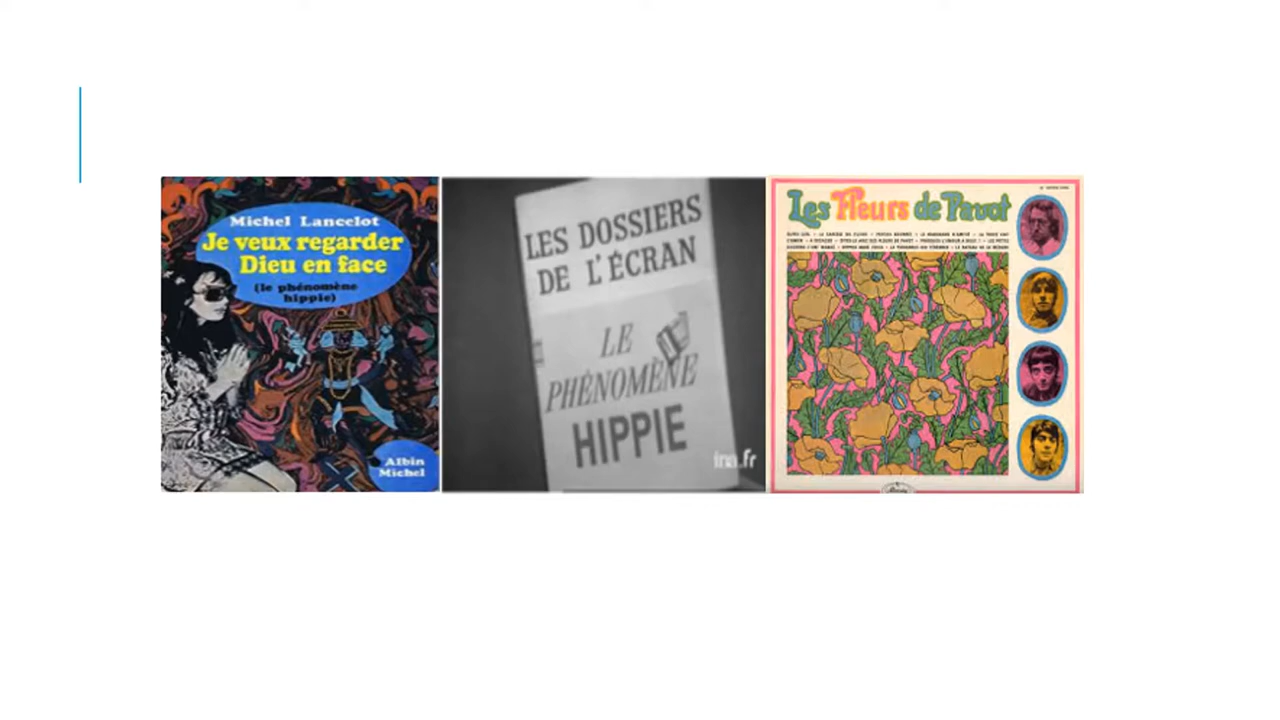 Michel Lancelot
Je veux regarder
Dieu en face
(le phénomène
hippie)
Albin
Michel
LES DOSSIERS
DE L'ÉCRAN
LE
PHÉNOMÈNE
HIPPIE
ina.fr
Les Fleurs de Pavot